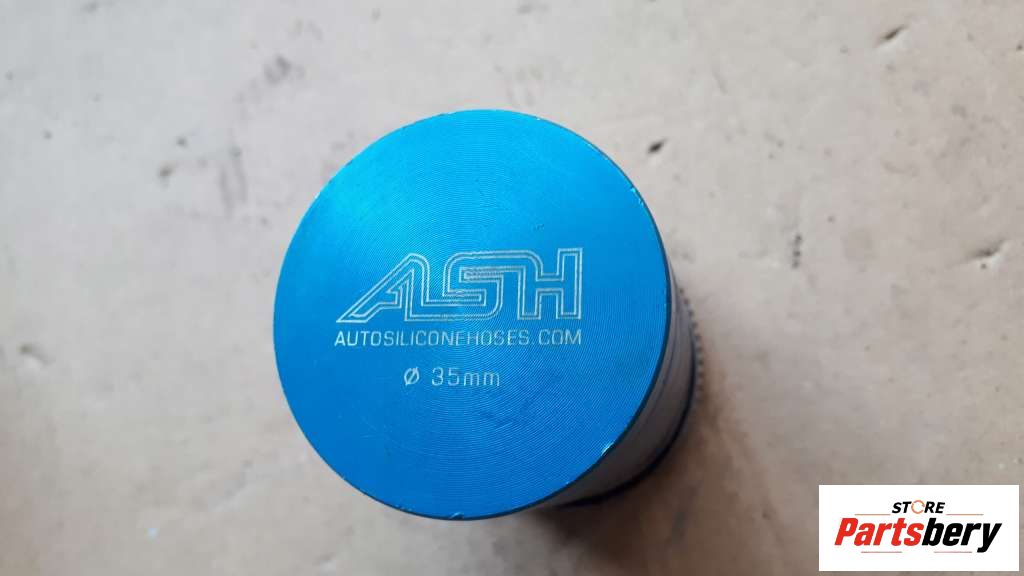 ASH
AUTOSILICONEHOSES.COM
Ø 35mm
STORE
Partsbery